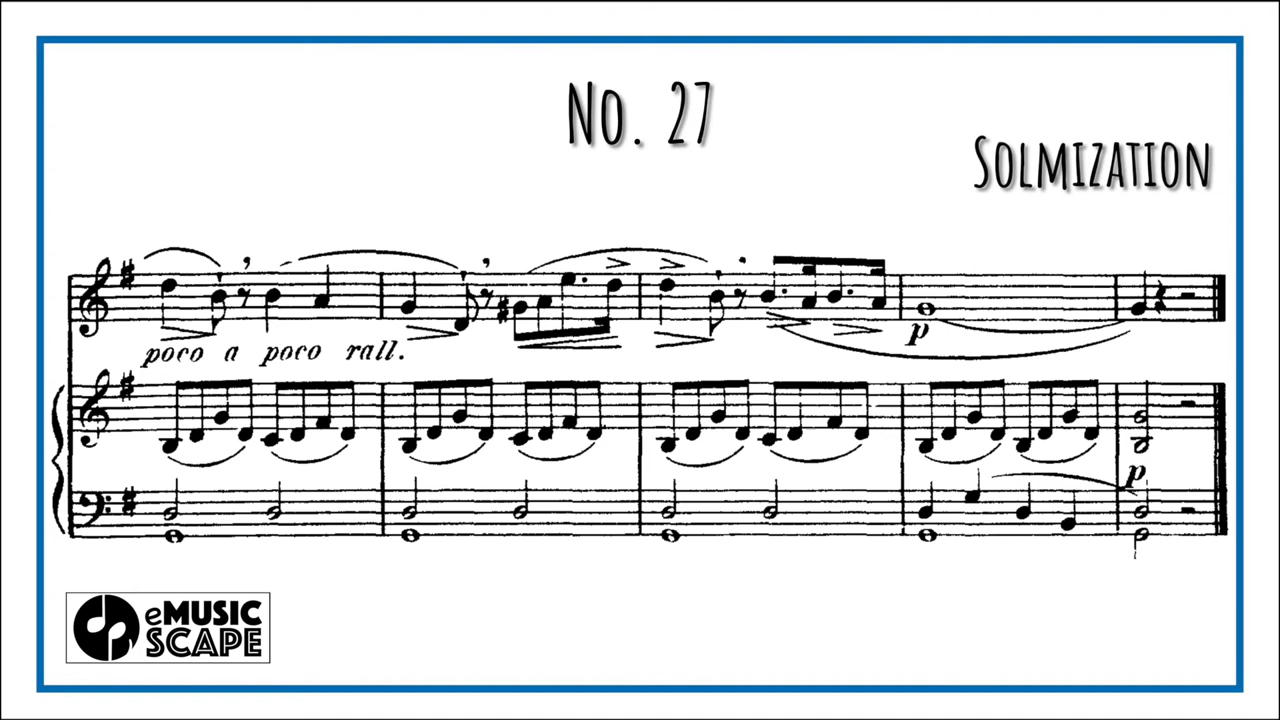 No. 27
Solmization
poco a poco rall.
p
p
eMUSIC
SCAPE